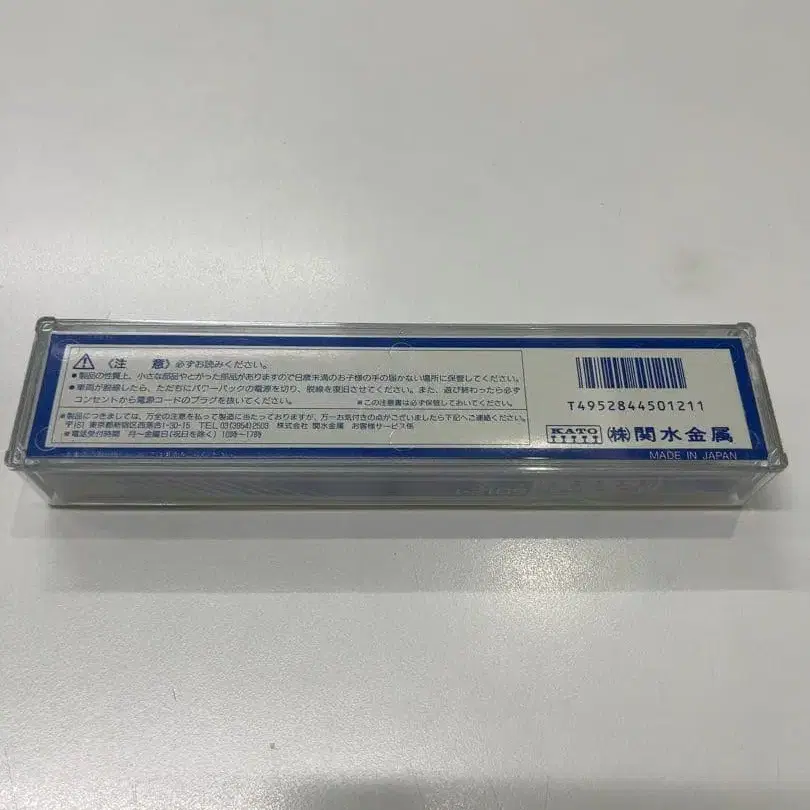 〈注 意〉必ずお読みください。
●製品の性質上、小さな部品やとがった部品がありますので8歳未満のお子様の手の届かない場所に保管してください。
●車両が脱線したら、ただちにパワーパックの電源を切り、脱線を復旧させてください。また、遊び終わったら必ず
コンセントから電源コードのプラグを抜いてください。 ※この注意書は必ず保管しておいてください。
※製品につきましては、万全の注意を払って製造に当たっておりますが、万一お気付きの点がございましたら下記へご連絡ください。
〒161 東京都新宿区西落合1-30-15 TEL 03(3954)2503 株式会社 関水金属 お客様サービス係
※電話受付時間 月〜金曜日(祝日を除く)10時〜17時
T4952844501211
KATO ㈱関水金属
MADE IN JAPAN